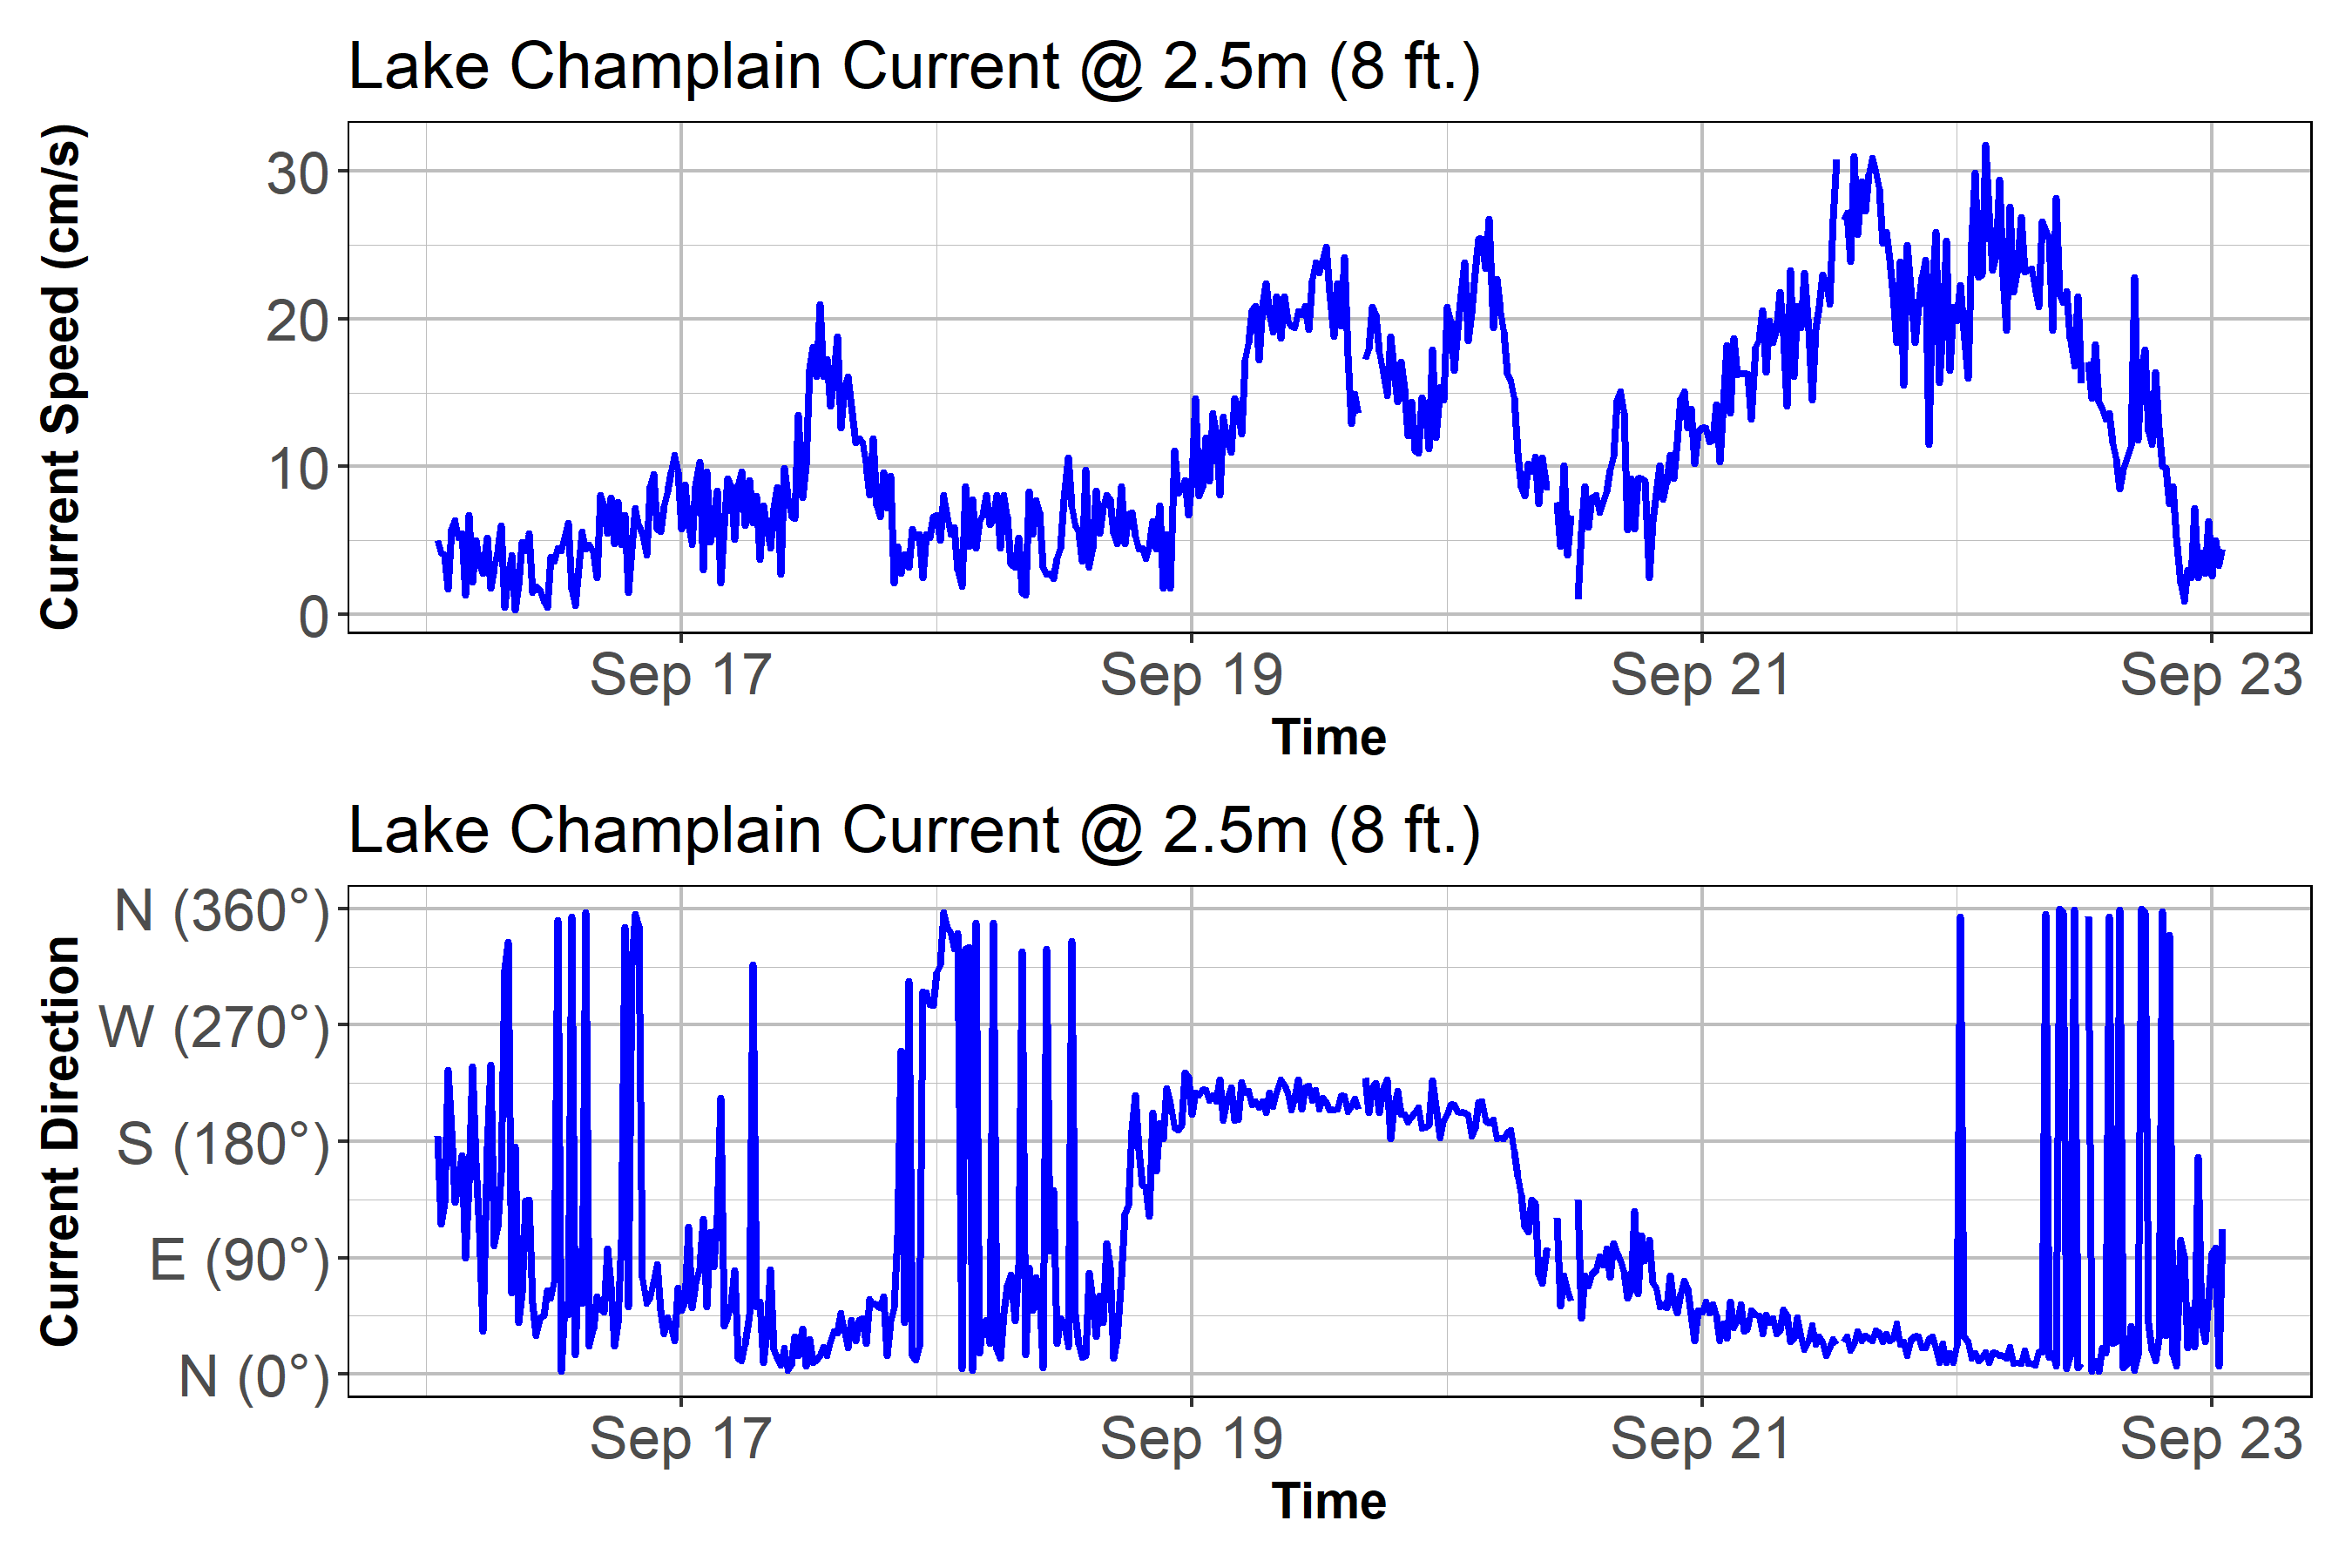 Lake Champlain Current @ 2.5m (8 ft.)
Current Speed (cm/s)
30
20
10
0
Sep 17 Sep 19 Sep 21 Sep 23
Time
Lake Champlain Current @ 2.5m (8 ft.)
Current Direction
N (360°)
W (270°)
S (180°)
E (90°)
N (0°)
Sep 17 Sep 19 Sep 21 Sep 23
Time